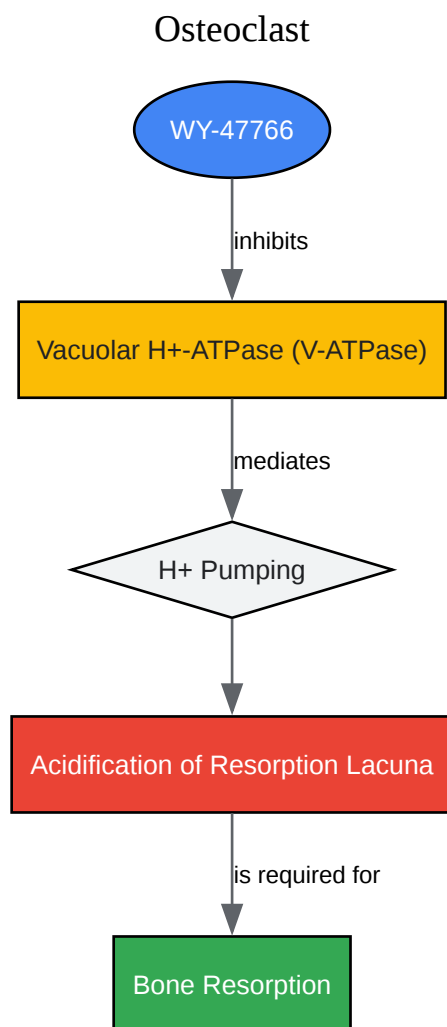 Osteoclast
WY-47766
inhibits
Vacuolar H+-ATPase (V-ATPase)
mediates
H+ Pumping
Acidification of Resorption Lacuna
is required for
Bone Resorption